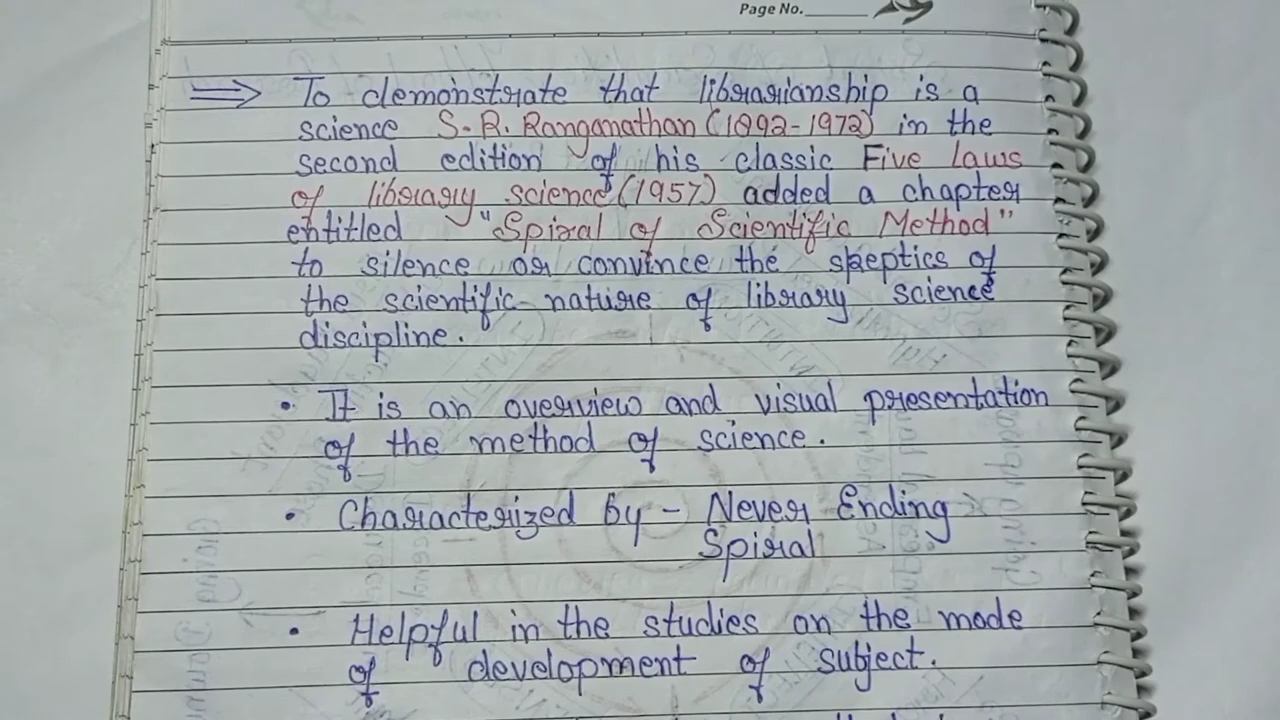 Page No.
⇒ To demonstrate that librarianship is a
science S.R. Ranganathan (1892-1972) in the
second edition of his classic Five laws
of library science (1957) added a chapter
entitled "Spiral of Scientific Method"
to silence or convince the skeptics of
the scientific nature of library science
discipline.
• It is an overview and visual presentation
of the method of science.
• Characterized by - Never Ending
Spiral
• Helpful in the studies on the mode
of development of subject.